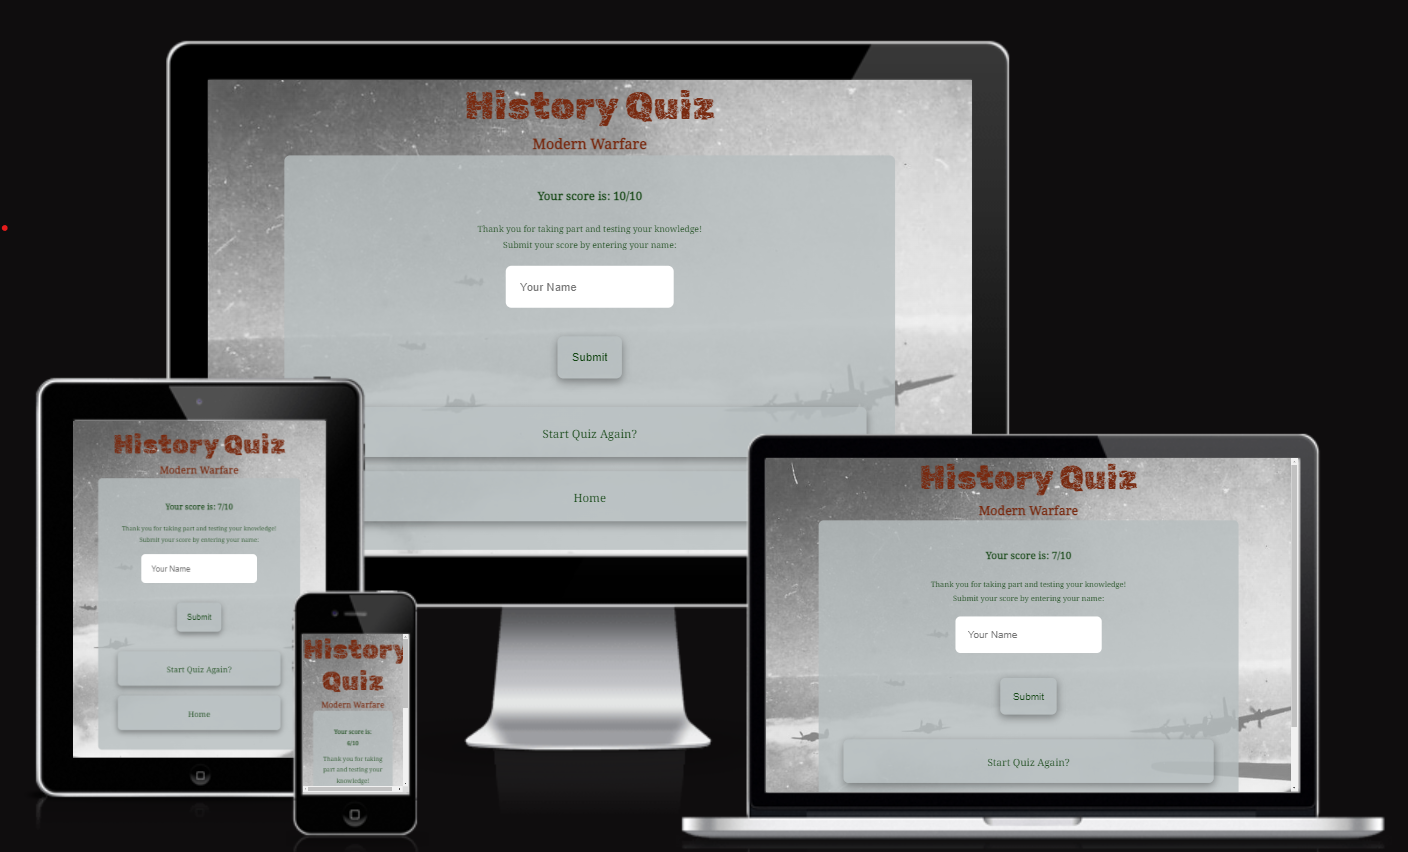 History Quiz
Modern Warfare
Your score is: 10/10
Thank you for taking part and testing your knowledge!
Submit your score by entering your name:
Your Name
Submit
Start Quiz Again?
Home
History Quiz
Modern Warfare
Your score is: 7/10
Thank you for taking part and testing your knowledge!
Submit your score by entering your name:
Your Name
Submit
Start Quiz Again?
Home
History
Quiz
Modern Warfare
Your score is:
6/10
Thank you for taking
part and testing your
knowledge!
History Quiz
Modern Warfare
Your score is: 7/10
Thank you for taking part and testing your knowledge!
Submit your score by entering your name:
Your Name
Submit
Start Quiz Again?